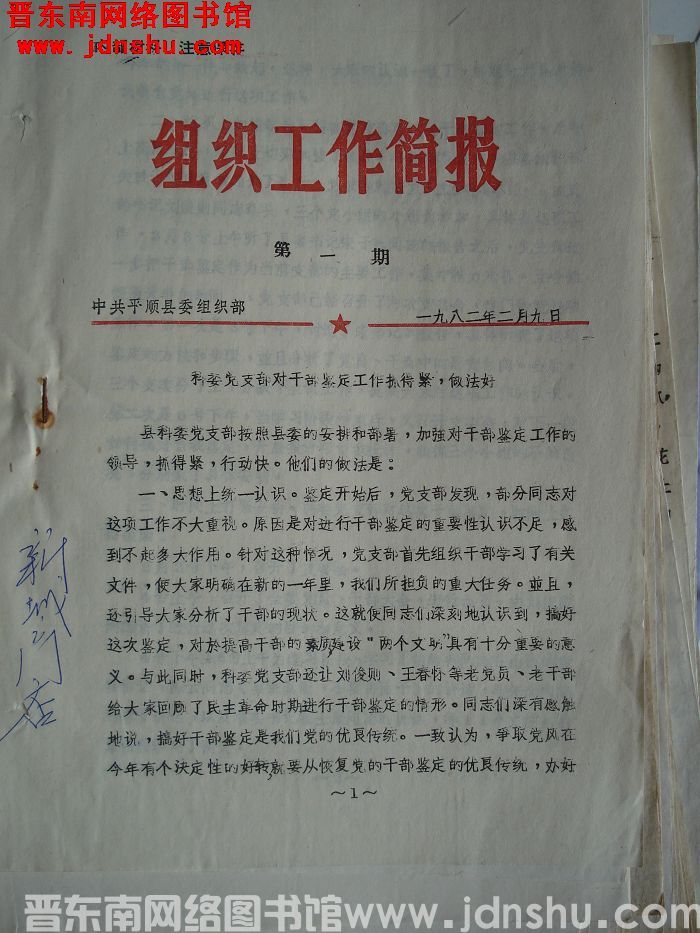 晋东南网络图书馆 www.jdnshu.com
内部材料 注意保存
组织工作简报
第一期
中共平顺县委组织部
一九八二年二月九日
科委党支部对干部鉴定工作抓得紧，做法好
县科委党支部按照县委的安排和部署，加强对干部鉴定工作的
领导，抓得紧，行动快。他们的做法是：
一、思想上统一认识。鉴定开始后，党支部发现，部分同志对
这项工作不大重视。原因是对进行干部鉴定的重要性认识不足，感
到不起多大作用。针对这种情况，党支部首先组织干部学习了有关
文件，使大家明确在新的一年里，我们所担负的重大任务。並且，
还引导大家分析了干部的现状。这就使同志们深刻地认识到，搞好
这次鉴定，对於提高干部的素质，建设“两个文明”具有十分重要的意
义。与此同时，科委党支部还让刘俊则、王春怀等老党员、老干部
给大家回顾了民主革命时期进行干部鉴定的情形。同志们深有感触
地说，搞好干部鉴定是我们党的优良传统。一致认为，争取党风在
今年有个决定性的好转，就要从恢复党的干部鉴定的优良传统，办好
～1～
晋东南网络图书馆 www.jdnshu.com